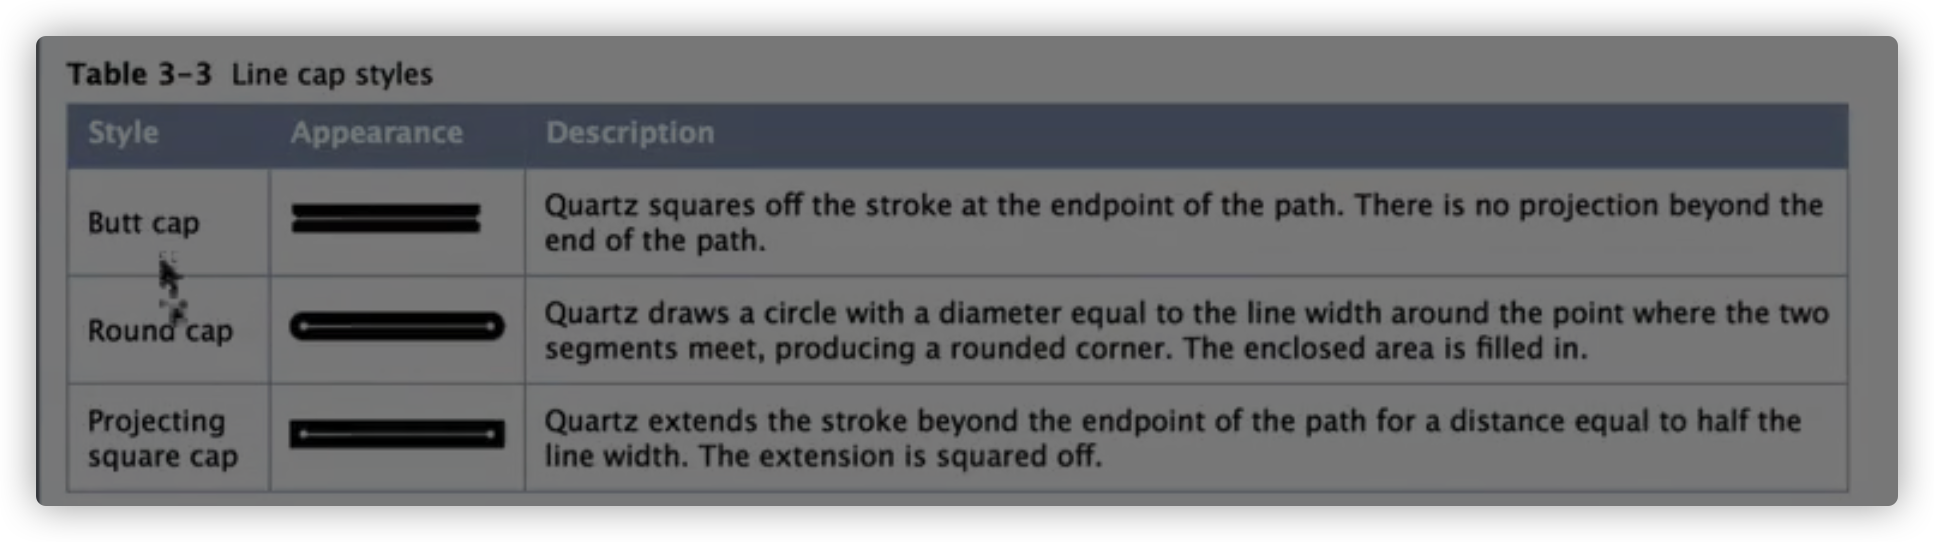 Table 3-3 Line cap styles
Style Appearance Description
Butt cap
Quartz squares off the stroke at the endpoint of the path. There is no projection beyond the
end of the path.
Round cap
Quartz draws a circle with a diameter equal to the line width around the point where the two
segments meet, producing a rounded corner. The enclosed area is filled in.
Projecting
square cap
Quartz extends the stroke beyond the endpoint of the path for a distance equal to half the
line width. The extension is squared off.